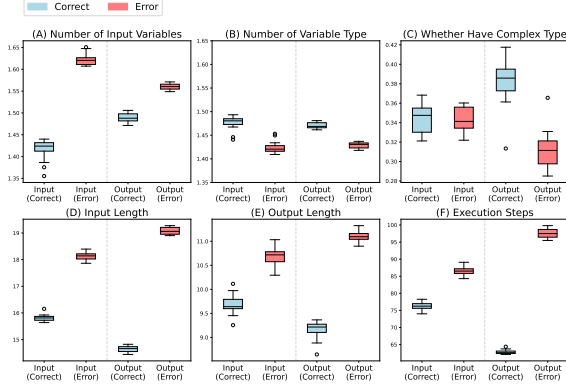 Correct
Error
(A) Number of Input Variables
(B) Number of Variable Type
(C) Whether Have Complex Type
1.65
1.60
1.55
1.50
1.45
1.40
1.35
Input (Correct)
Input (Error)
Output (Correct)
Output (Error)
1.65
1.60
1.55
1.50
1.45
1.40
1.35
Input (Correct)
Input (Error)
Output (Correct)
Output (Error)
0.42
0.40
0.38
0.36
0.34
0.32
0.30
0.28
Input (Correct)
Input (Error)
Output (Correct)
Output (Error)
(D) Input Length
(E) Output Length
(F) Execution Steps
19
18
17
16
15
Input (Correct)
Input (Error)
Output (Correct)
Output (Error)
11.0
10.5
10.0
9.5
9.0
Input (Correct)
Input (Error)
Output (Correct)
Output (Error)
100
95
90
85
80
75
70
65
Input (Correct)
Input (Error)
Output (Correct)
Output (Error)